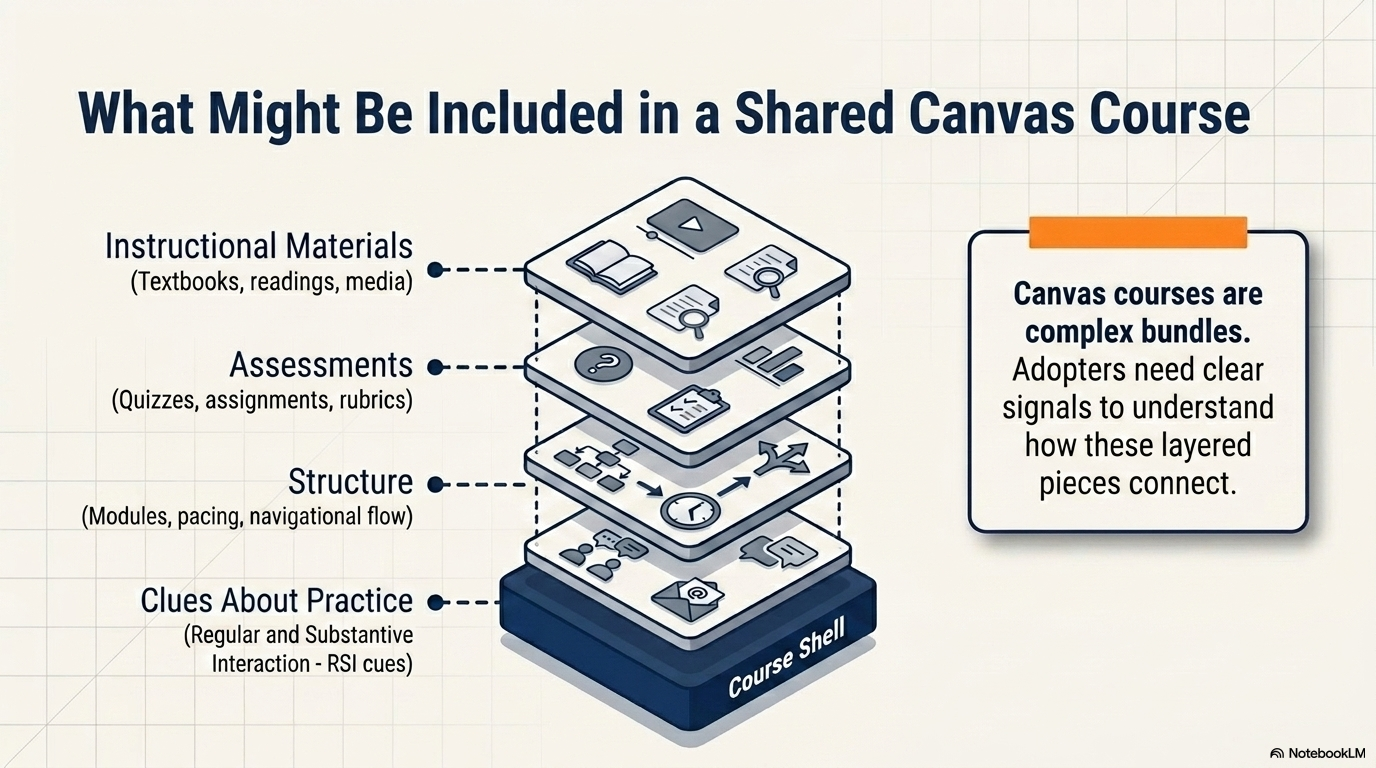 What Might Be Included in a Shared Canvas Course
Instructional Materials
(Textbooks, readings, media)
Assessments
(Quizzes, assignments, rubrics)
Structure
(Modules, pacing, navigational flow)
Clues About Practice
(Regular and Substantive
Interaction - RSI cues)
Course Shell
Canvas courses are
complex bundles.
Adopters need clear
signals to understand
how these layered
pieces connect.
NotebookLM